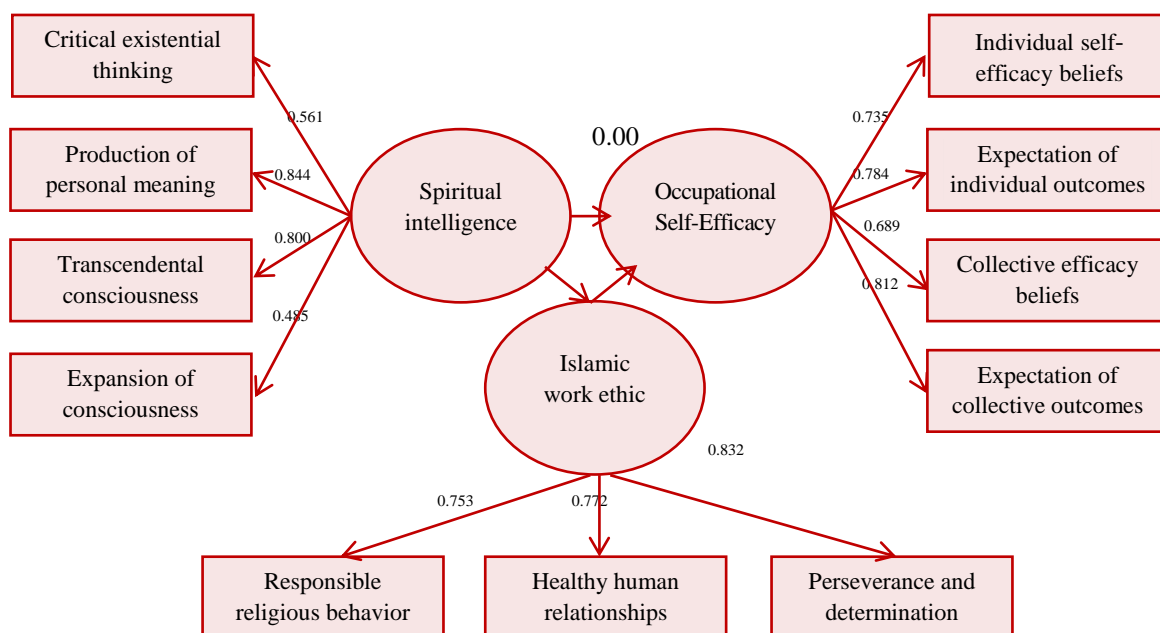 Critical existential
thinking
0.561
Production of
personal meaning
0.844
Transcendental
consciousness
0.800
Expansion of
consciousness
0.485
Spiritual
intelligence
0.00
Occupational
Self-Efficacy
Islamic
work ethic
Individual self-
efficacy beliefs
0.735
Expectation of
individual outcomes
0.784
Collective efficacy
beliefs
0.689
Expectation of
collective outcomes
0.812
0.832
0.753
0.772
Responsible
religious behavior
Healthy human
relationships
Perseverance and
determination